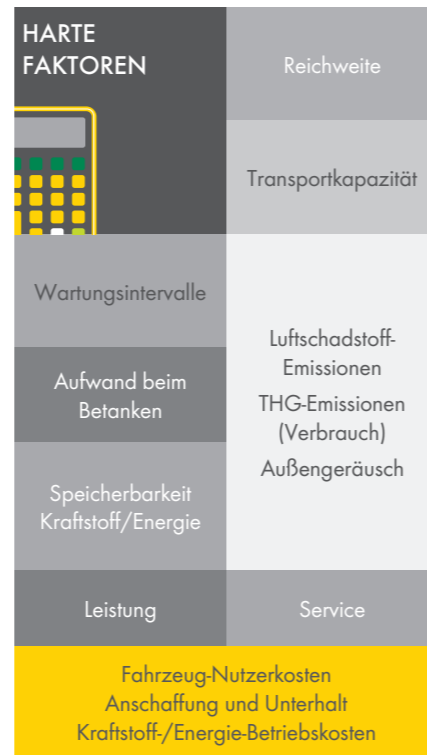 HARTE
FAKTOREN
Reichweite
Transportkapazität
Wartungsintervalle
Aufwand beim
Betanken
Speicherbarkeit
Kraftstoff/Energie
Luftschadstoff-
Emissionen
THG-Emissionen
(Verbrauch)
Außengeräusch
Leistung
Service
Fahrzeug-Nutzerkosten
Anschaffung und Unterhalt
Kraftstoff-/Energie-Betriebskosten